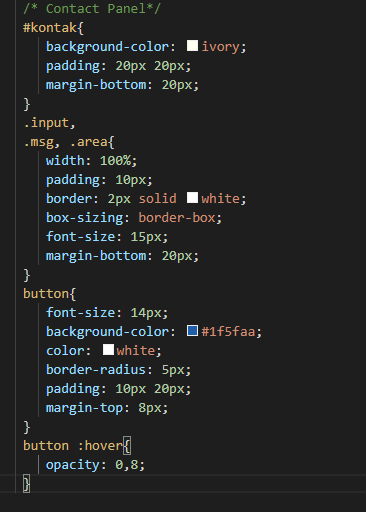 /* Contact Panel*/
#kontak{
background-color: ivory;
padding: 20px 20px;
margin-bottom: 20px;
}
.input,
.msg, .area{
width: 100%;
padding: 10px;
border: 2px solid white;
box-sizing: border-box;
font-size: 15px;
margin-bottom: 20px;
}
button{
font-size: 14px;
background-color: #1f5faa;
color: white;
border-radius: 5px;
padding: 10px 20px;
margin-top: 8px;
}
button :hover{
opacity: 0,8;
}